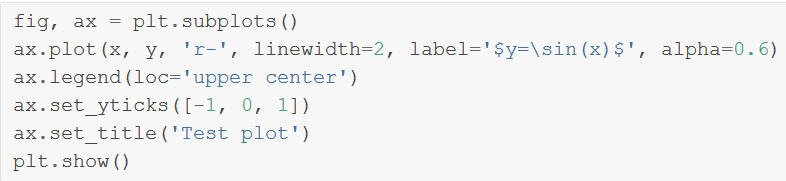 fig, ax = plt.subplots()
ax.plot(x, y, 'r-', linewidth=2, label='$y=\sin(x)$', alpha=0.6)
ax.legend(loc='upper center')
ax.set_yticks([-1, 0, 1])
ax.set_title('Test plot')
plt.show()